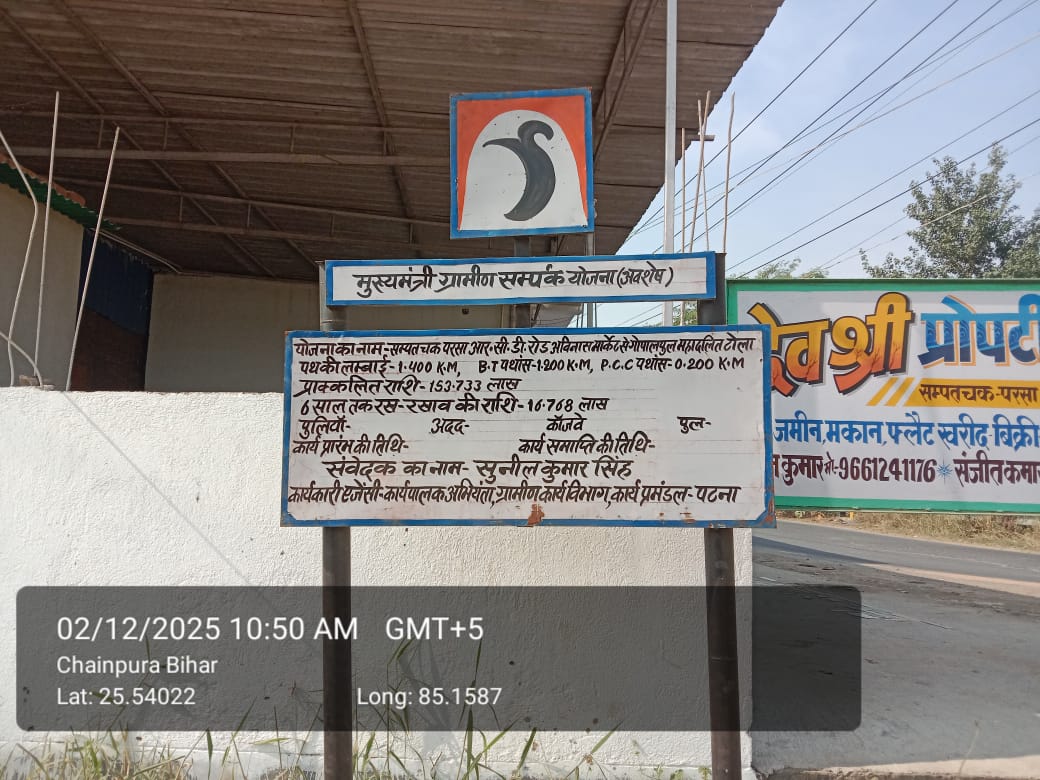 मुख्यमंत्री ग्रामीण सम्पर्क योजना (अवशेष)
योजना का नाम- सम्पतचक परसा आर॰सी॰डी॰ रोड अविनास मार्केट से गोपालपुल महादलित टोला
पथ की लम्बाई- 1.400 K.M, B.T पथांस-1.200 K.M, P.C.C पथांस-0.200 K.M
प्राक्कलित राशि- 153.733 लाख
6 साल तक रख-रखाव की राशि- 16.768 लाख
पुलियाँ- अदद- कॉजवे पुल-
कार्य प्रारंभ की तिथि- कार्य समाप्ति की तिथि-
संवेदक का नाम- सुनील कुमार सिंह
कार्यकारी एजेंसी-कार्यपालक अभियंता, ग्रामीण कार्य विभाग, कार्य प्रमंडल- पटना
देवश्री प्रोपर्टी
सम्पतचक-परसा
जमीन, मकान, फ्लैट खरीद-बिक्री
कुमार मो०-9661241176 * संजीत कुमार
02/12/2025 10:50 AM GMT+5
Chainpura Bihar
Lat: 25.54022 Long: 85.1587